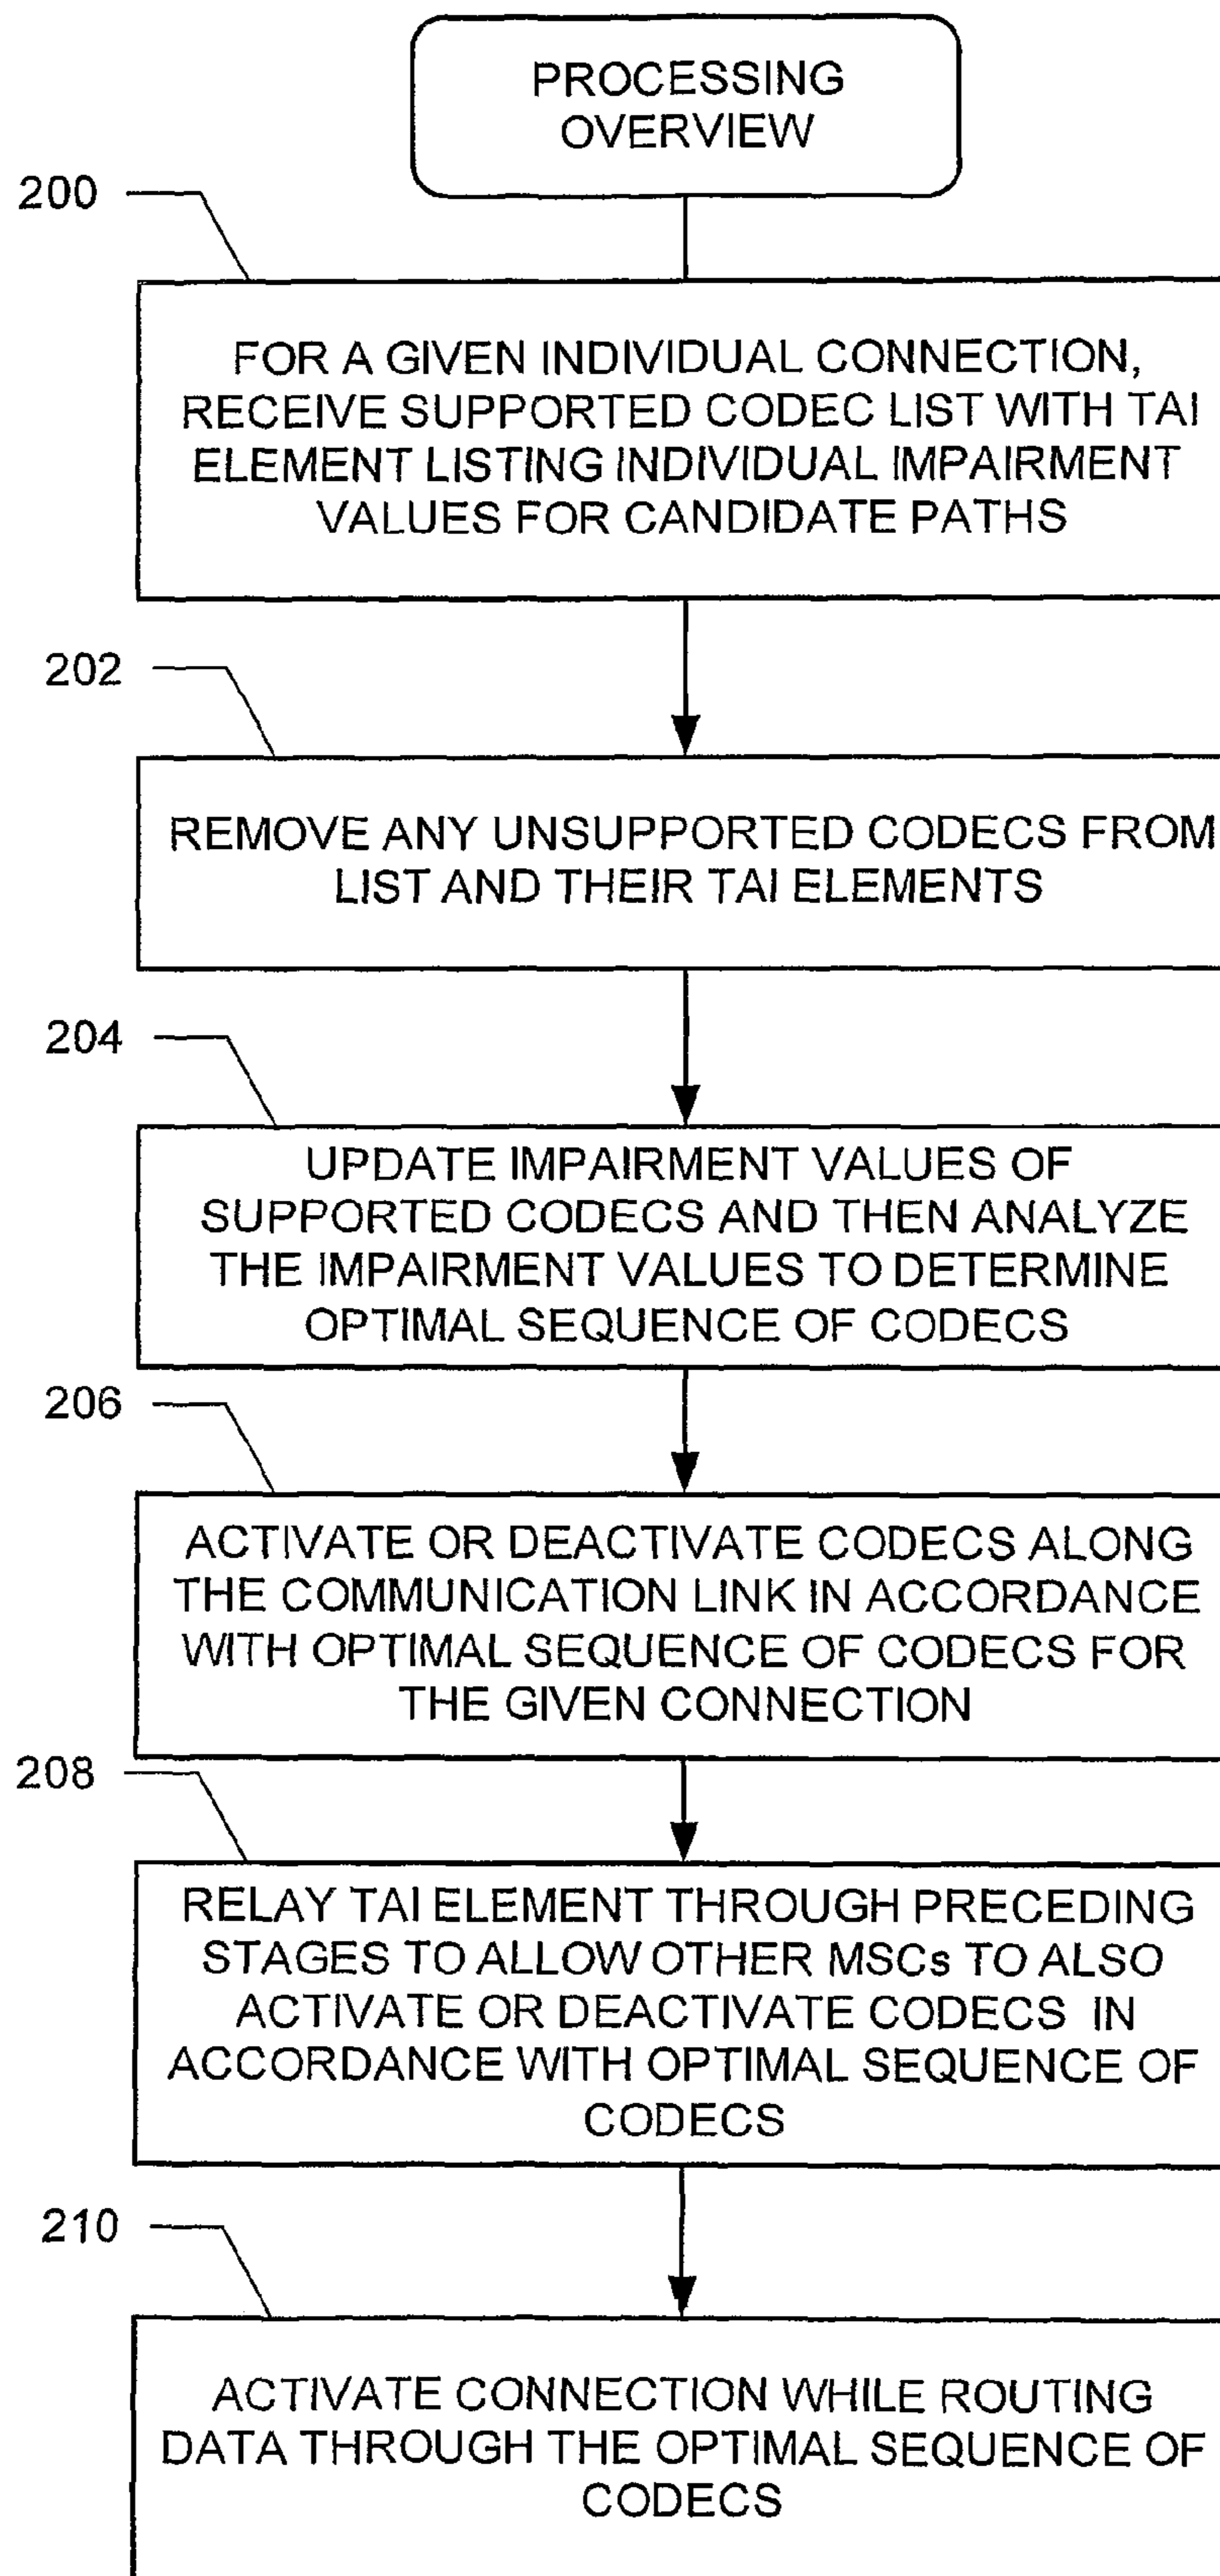 PROCESSING
OVERVIEW
200
FOR A GIVEN INDIVIDUAL CONNECTION,
RECEIVE SUPPORTED CODEC LIST WITH TAI
ELEMENT LISTING INDIVIDUAL IMPAIRMENT
VALUES FOR CANDIDATE PATHS
202
REMOVE ANY UNSUPPORTED CODECS FROM
LIST AND THEIR TAI ELEMENTS
204
UPDATE IMPAIRMENT VALUES OF
SUPPORTED CODECS AND THEN ANALYZE
THE IMPAIRMENT VALUES TO DETERMINE
OPTIMAL SEQUENCE OF CODECS
206
ACTIVATE OR DEACTIVATE CODECS ALONG
THE COMMUNICATION LINK IN ACCORDANCE
WITH OPTIMAL SEQUENCE OF CODECS FOR
THE GIVEN CONNECTION
208
RELAY TAI ELEMENT THROUGH PRECEDING
STAGES TO ALLOW OTHER MSCs TO ALSO
ACTIVATE OR DEACTIVATE CODECS IN
ACCORDANCE WITH OPTIMAL SEQUENCE OF
CODECS
210
ACTIVATE CONNECTION WHILE ROUTING
DATA THROUGH THE OPTIMAL SEQUENCE OF
CODECS